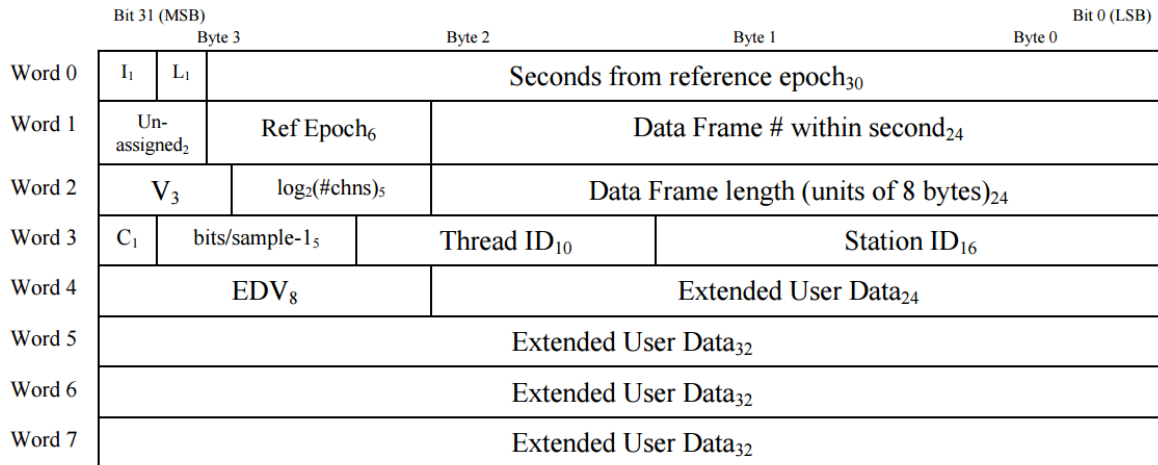 Bit 31 (MSB) Bit 0 (LSB)
Byte 3 Byte 2 Byte 1 Byte 0
Word 0 I₁ L₁ Seconds from reference epoch₃₀
Word 1 Un-
assigned₂ Ref Epoch₆ Data Frame # within second₂₄
Word 2 V₃ log₂(#chns)₅ Data Frame length (units of 8 bytes)₂₄
Word 3 C₁ bits/sample-1₅ Thread ID₁₀ Station ID₁₆
Word 4 EDV₈ Extended User Data₂₄
Word 5 Extended User Data₃₂
Word 6 Extended User Data₃₂
Word 7 Extended User Data₃₂